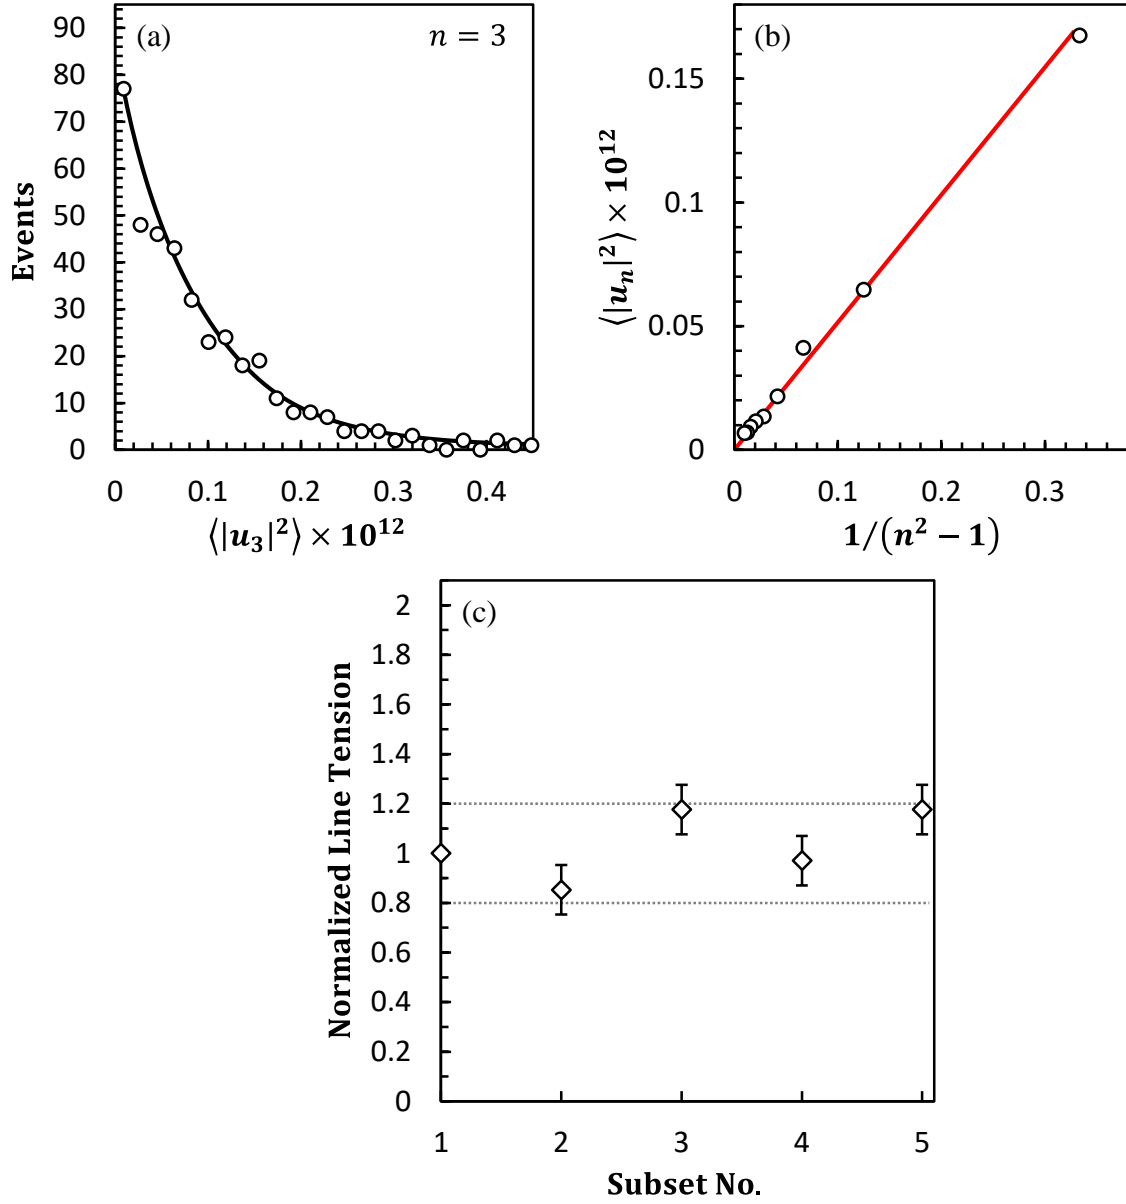 (a)
n = 3
90
80
70
60
50
40
30
20
10
0
Events
0 0.1 0.2 0.3 0.4
⟨|u₃|²⟩ × 10¹²
(b)
0.15
0.1
0.05
0
⟨|uₙ|²⟩ × 10¹²
0 0.1 0.2 0.3
1/(n² − 1)
(c)
2
1.8
1.6
1.4
1.2
1
0.8
0.6
0.4
0.2
0
Normalized Line Tension
1 2 3 4 5
Subset No.